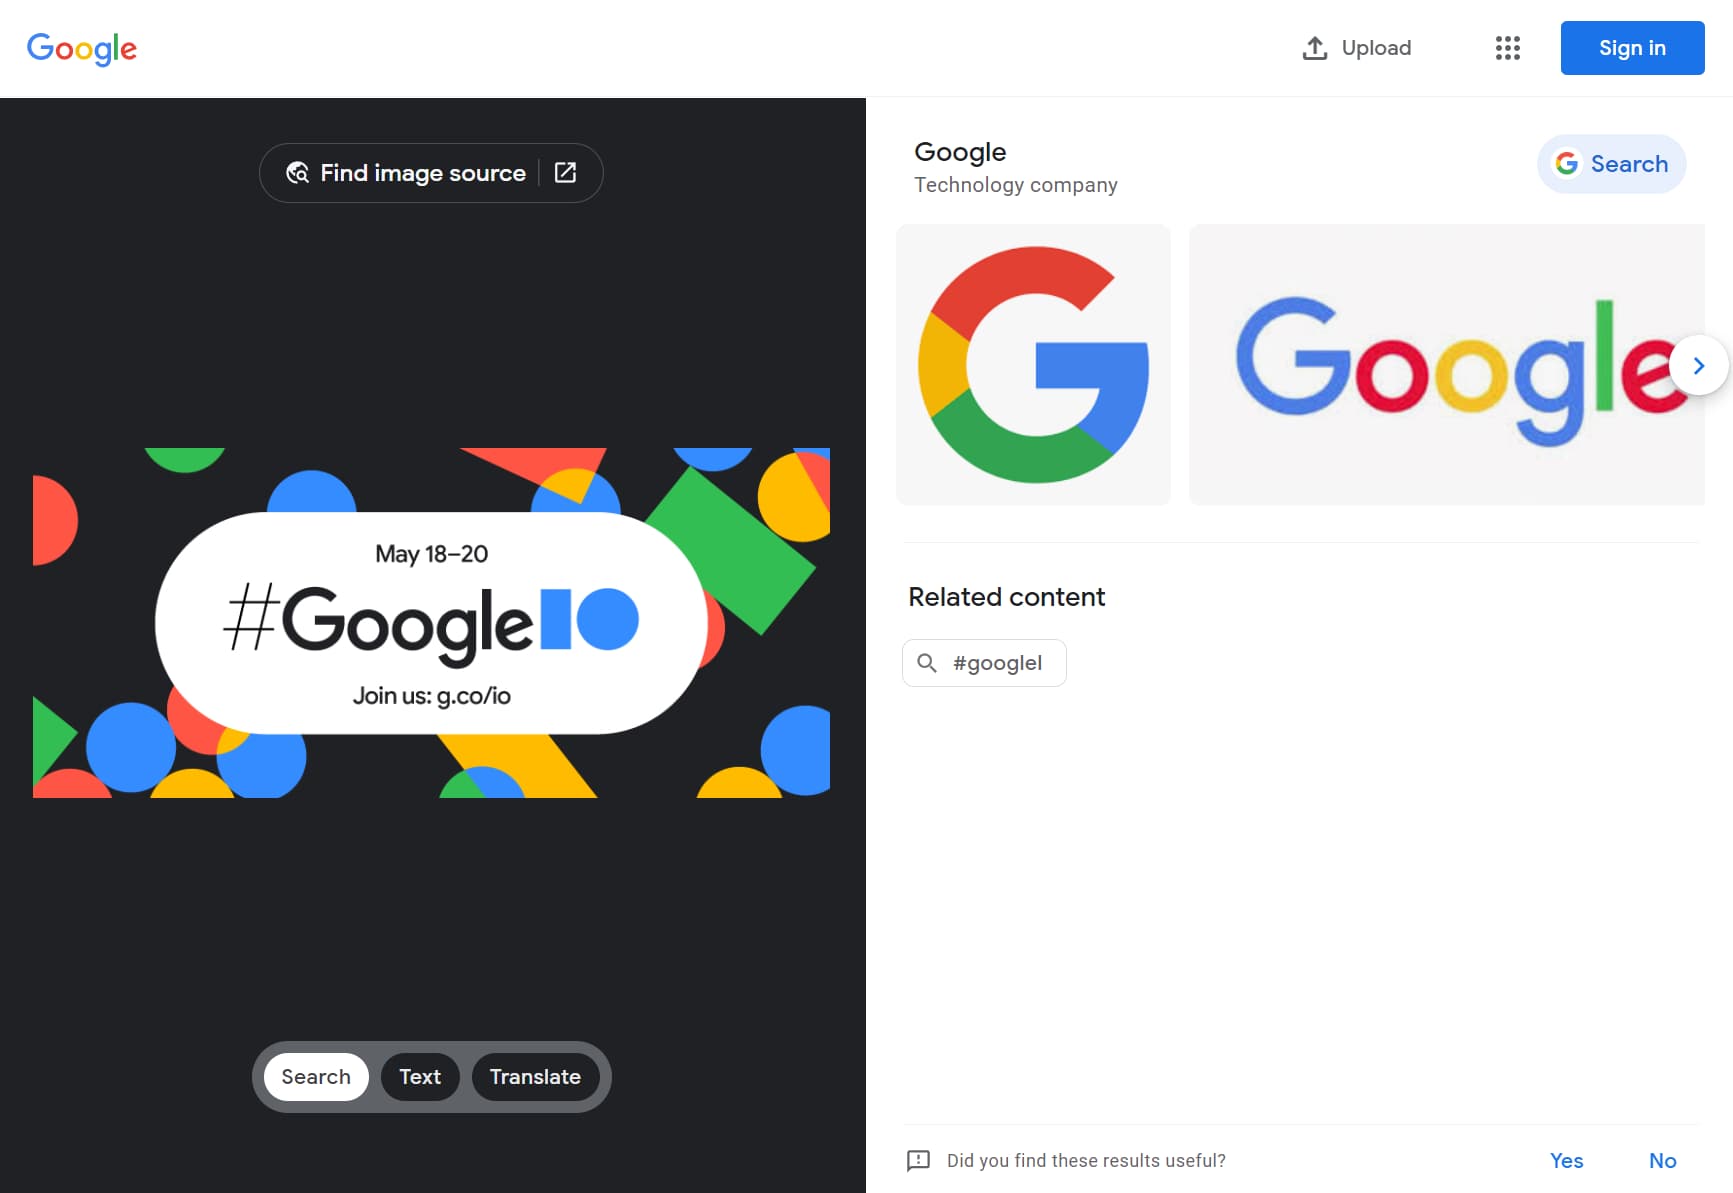 Google
Upload
Sign in
Find image source
May 18–20
#GoogleIO
Join us: g.co/io
Search
Text
Translate
Google
Technology company
Search
Google
Related content
#googlel
Did you find these results useful?
Yes
No